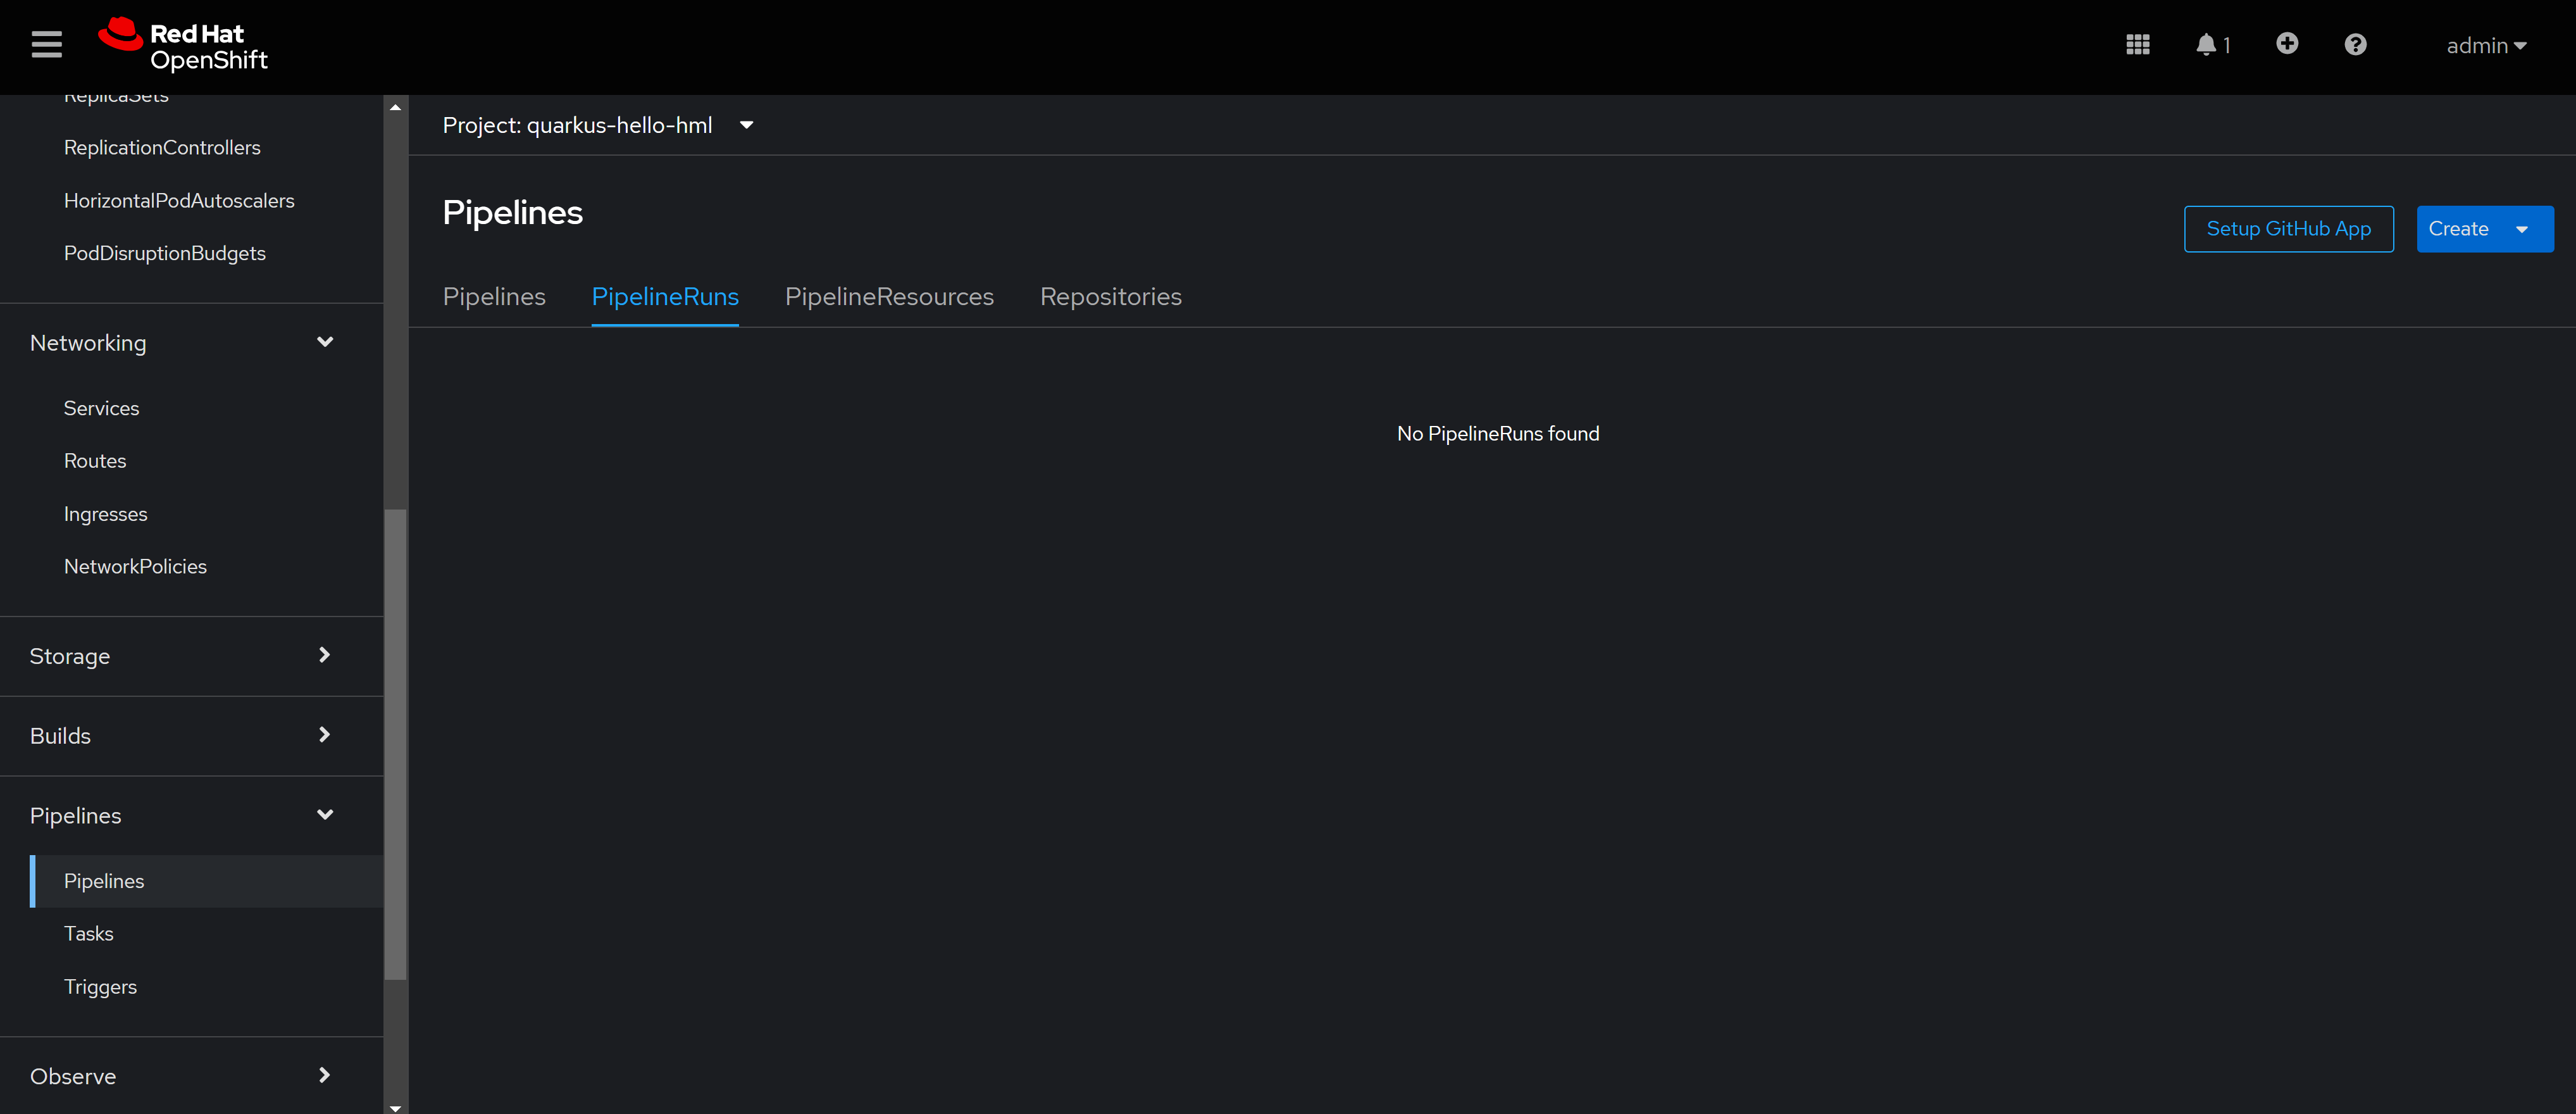 Red Hat
OpenShift
1
admin
ReplicaSets
ReplicationControllers
HorizontalPodAutoscalers
PodDisruptionBudgets
Networking
Services
Routes
Ingresses
NetworkPolicies
Storage
Builds
Pipelines
Pipelines
Tasks
Triggers
Observe
Project: quarkus-hello-hml
Pipelines
Setup GitHub App
Create
Pipelines PipelineRuns PipelineResources Repositories
No PipelineRuns found